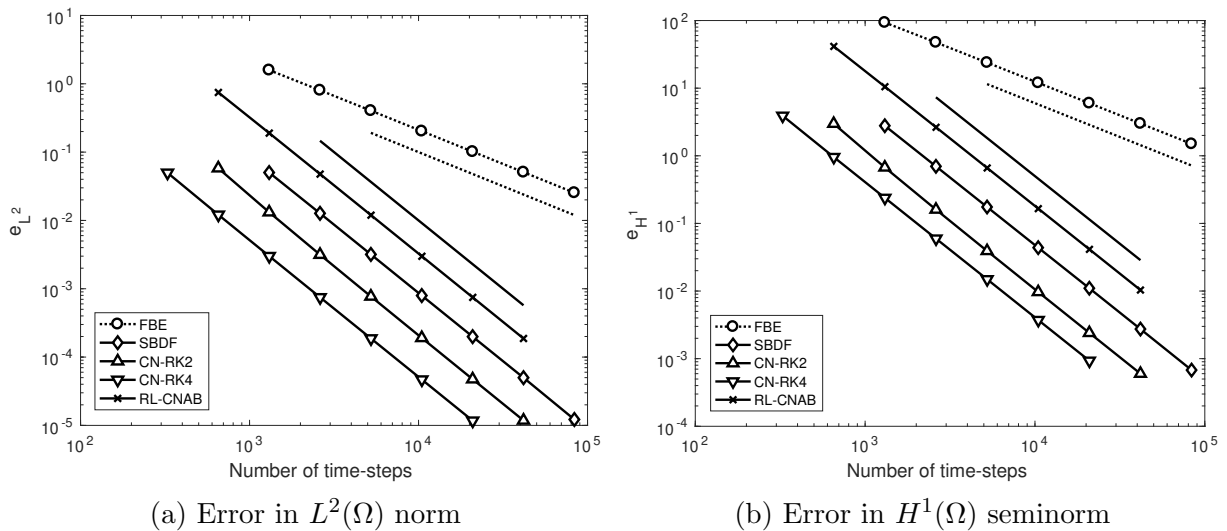 10^1
10^0
10^-1
10^-2
10^-3
10^-4
10^-5
e_L^2
FBE
SBDF
CN-RK2
CN-RK4
RL-CNAB
10^2 10^3 10^4 10^5
Number of time-steps
(a) Error in L^2(Ω) norm
10^2
10^1
10^0
10^-1
10^-2
10^-3
10^-4
e_H^1
FBE
SBDF
CN-RK2
CN-RK4
RL-CNAB
10^2 10^3 10^4 10^5
Number of time-steps
(b) Error in H^1(Ω) seminorm